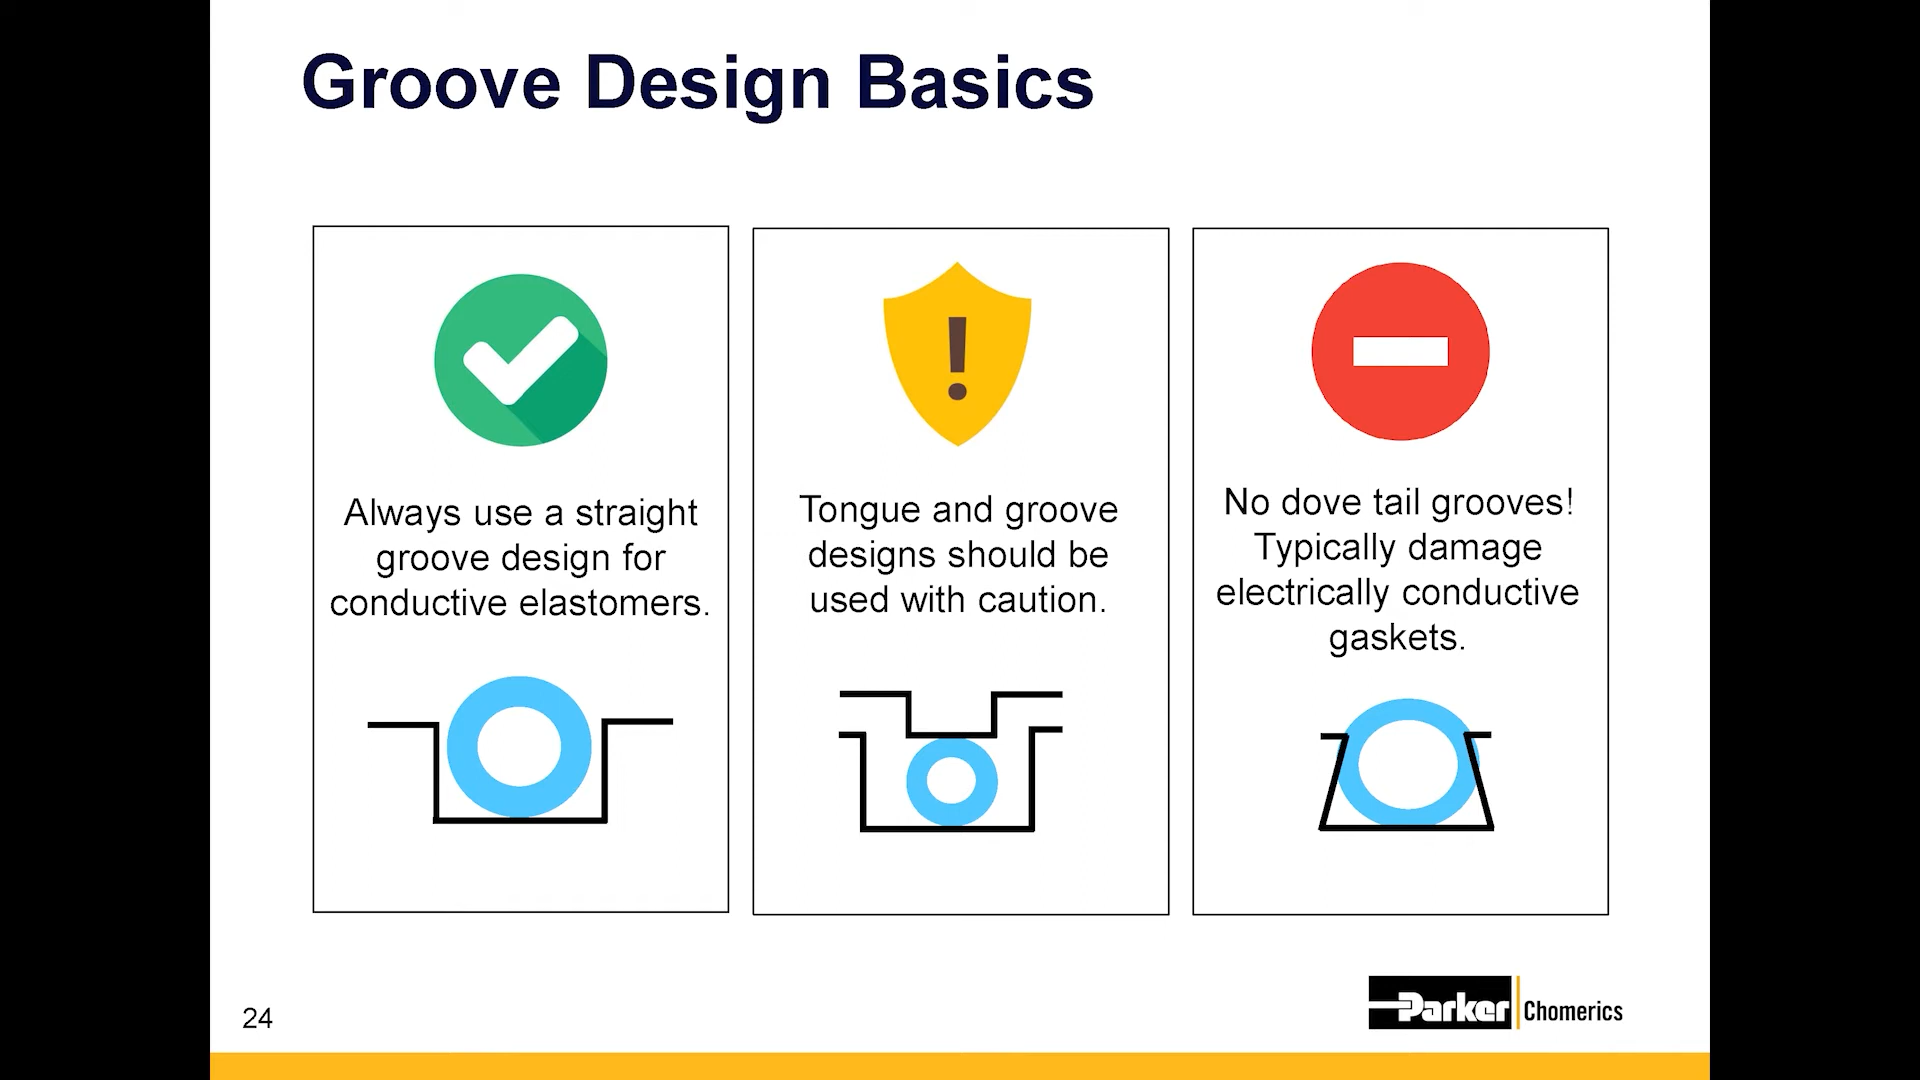 Groove Design Basics
Always use a straight
groove design for
conductive elastomers.
Tongue and groove
designs should be
used with caution.
No dove tail grooves!
Typically damage
electrically conductive
gaskets.
24
Parker Chomerics